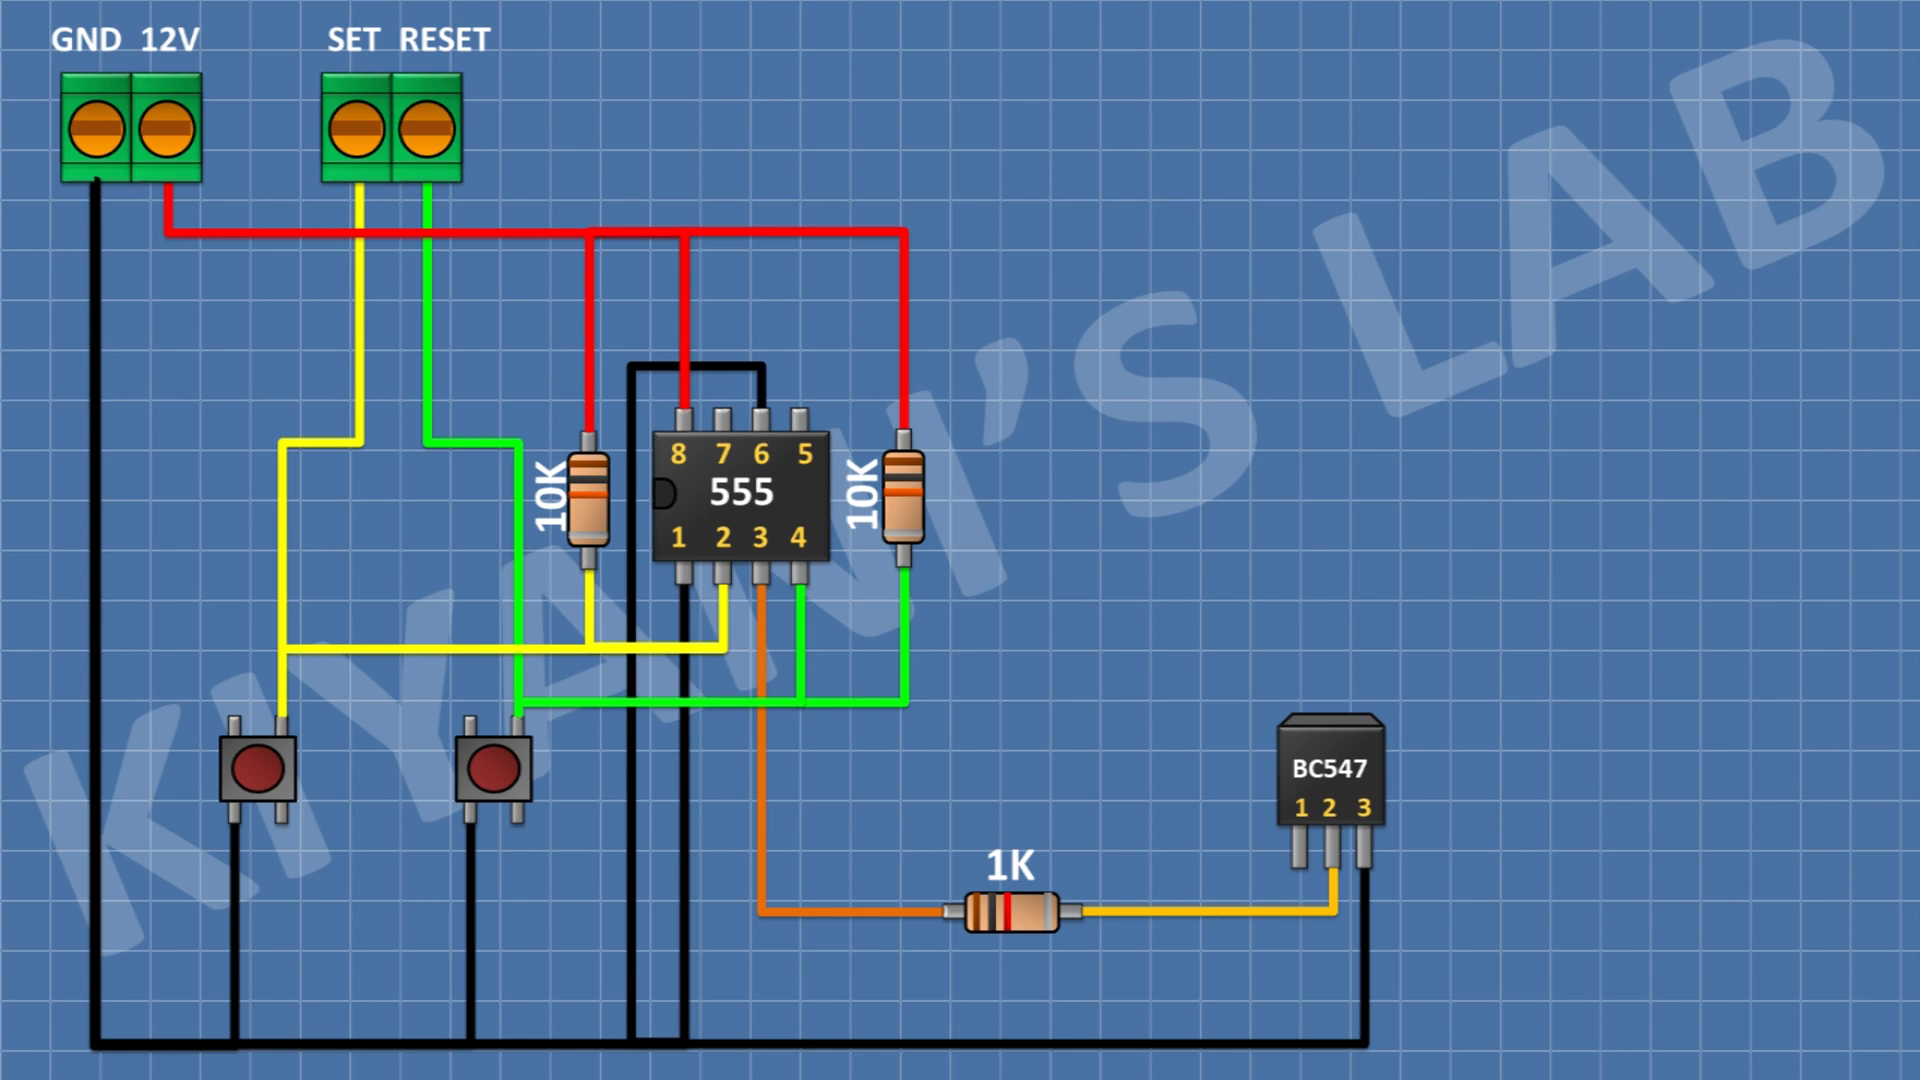 GND 12V SET RESET
8 7 6 5
555
1 2 3 4
10K
10K
BC547
1 2 3
1K
KIYAN'S LAB